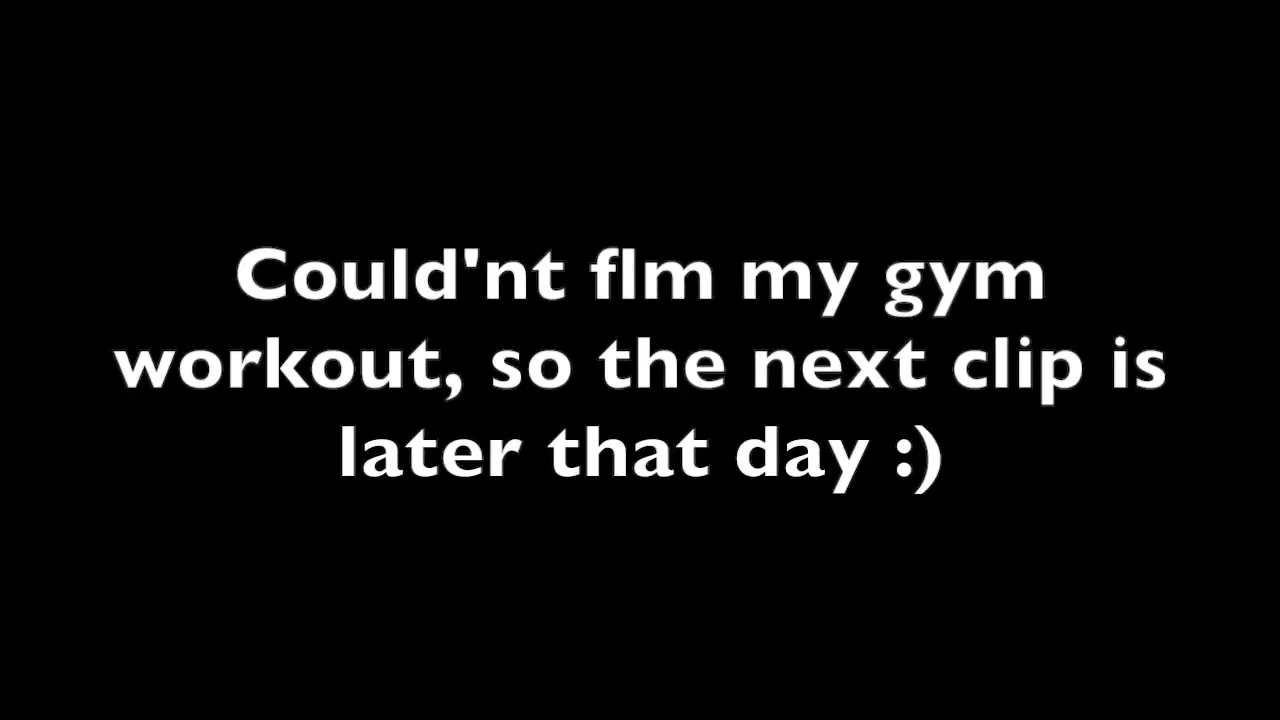 Could'nt flm my gym
workout, so the next clip is
later that day :)